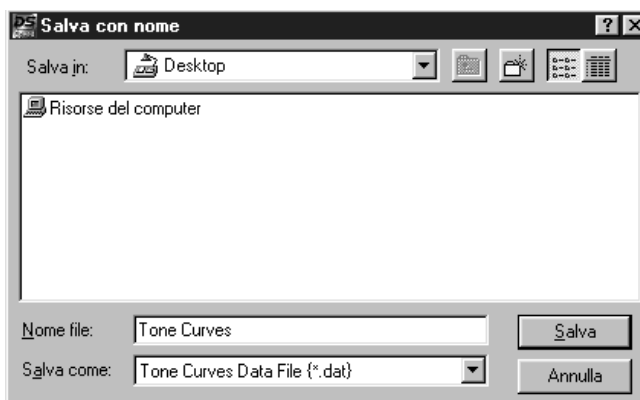 Salva con nome
Salva in: Desktop
Risorse del computer
Nome file: Tone Curves
Salva
Salva come: Tone Curves Data File {*.dat}
Annulla